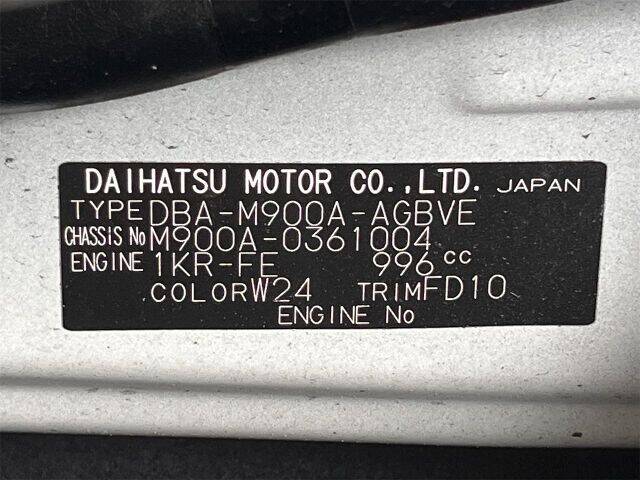 DAIHATSU MOTOR CO.,LTD. JAPAN
TYPE DBA-M900A-AGBVE
CHASSIS No M900A-0361004
ENGINE 1KR-FE 996 cc
COLOR W24 TRIM FD10
ENGINE No